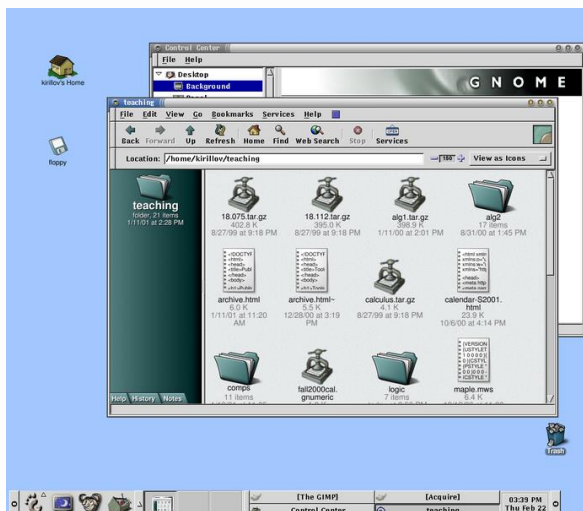 Control Center
File Help
Desktop
Background
GNOME
kirillov's Home
floppy
teaching
File Edit View Go Bookmarks Services Help
Back Forward Up Refresh Home Find Web Search Stop Services
Location: /home/kirillov/teaching
View as Icons
teaching
folder, 21 items
1/11/01 at 2:28 PM
18.075.tar.gz
402.8 K
8/27/99 at 9:18 PM
18.112.tar.gz
395.0 K
8/27/99 at 9:18 PM
alg1.tar.gz
398.9 K
1/11/00 at 2:01 PM
alg2
17 items
8/31/00 at 1:45 PM
archive.html
6.0 K
1/11/01 at 11:20
AM
archive.html~
5.5 K
12/28/00 at 3:19
PM
calculus.tar.gz
4.1 K
8/27/99 at 9:18 PM
calendar-S2001.
html
23.9 K
10/6/00 at 4:14 PM
comps
11 items
fall2000cal.
gnumeric
logic
7 items
maple.mws
6.4 K
Help History Notes
Trash
[The GIMP]
[Acquire]
Control Center
teaching
03:39 PM
Thu Feb 22